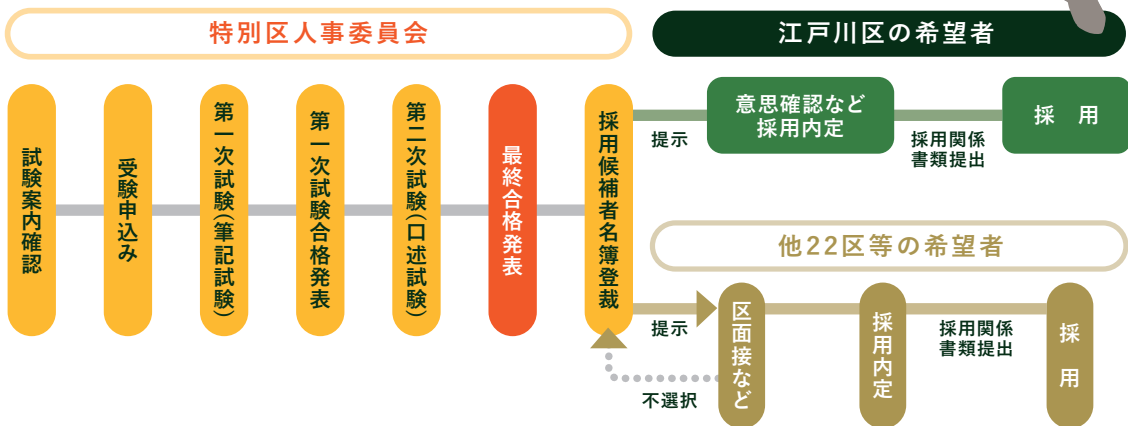 特別区人事委員会
試験案内確認
受験申込み
第一次試験(筆記試験)
第一次試験合格発表
第二次試験(口述試験)
最終合格発表
採用候補者名簿登裁
江戸川区の希望者
提示
意思確認など
採用内定
採用関係
書類提出
採　用
他22区等の希望者
提示
不選択
区面接など
採用内定
採用関係
書類提出
採　用